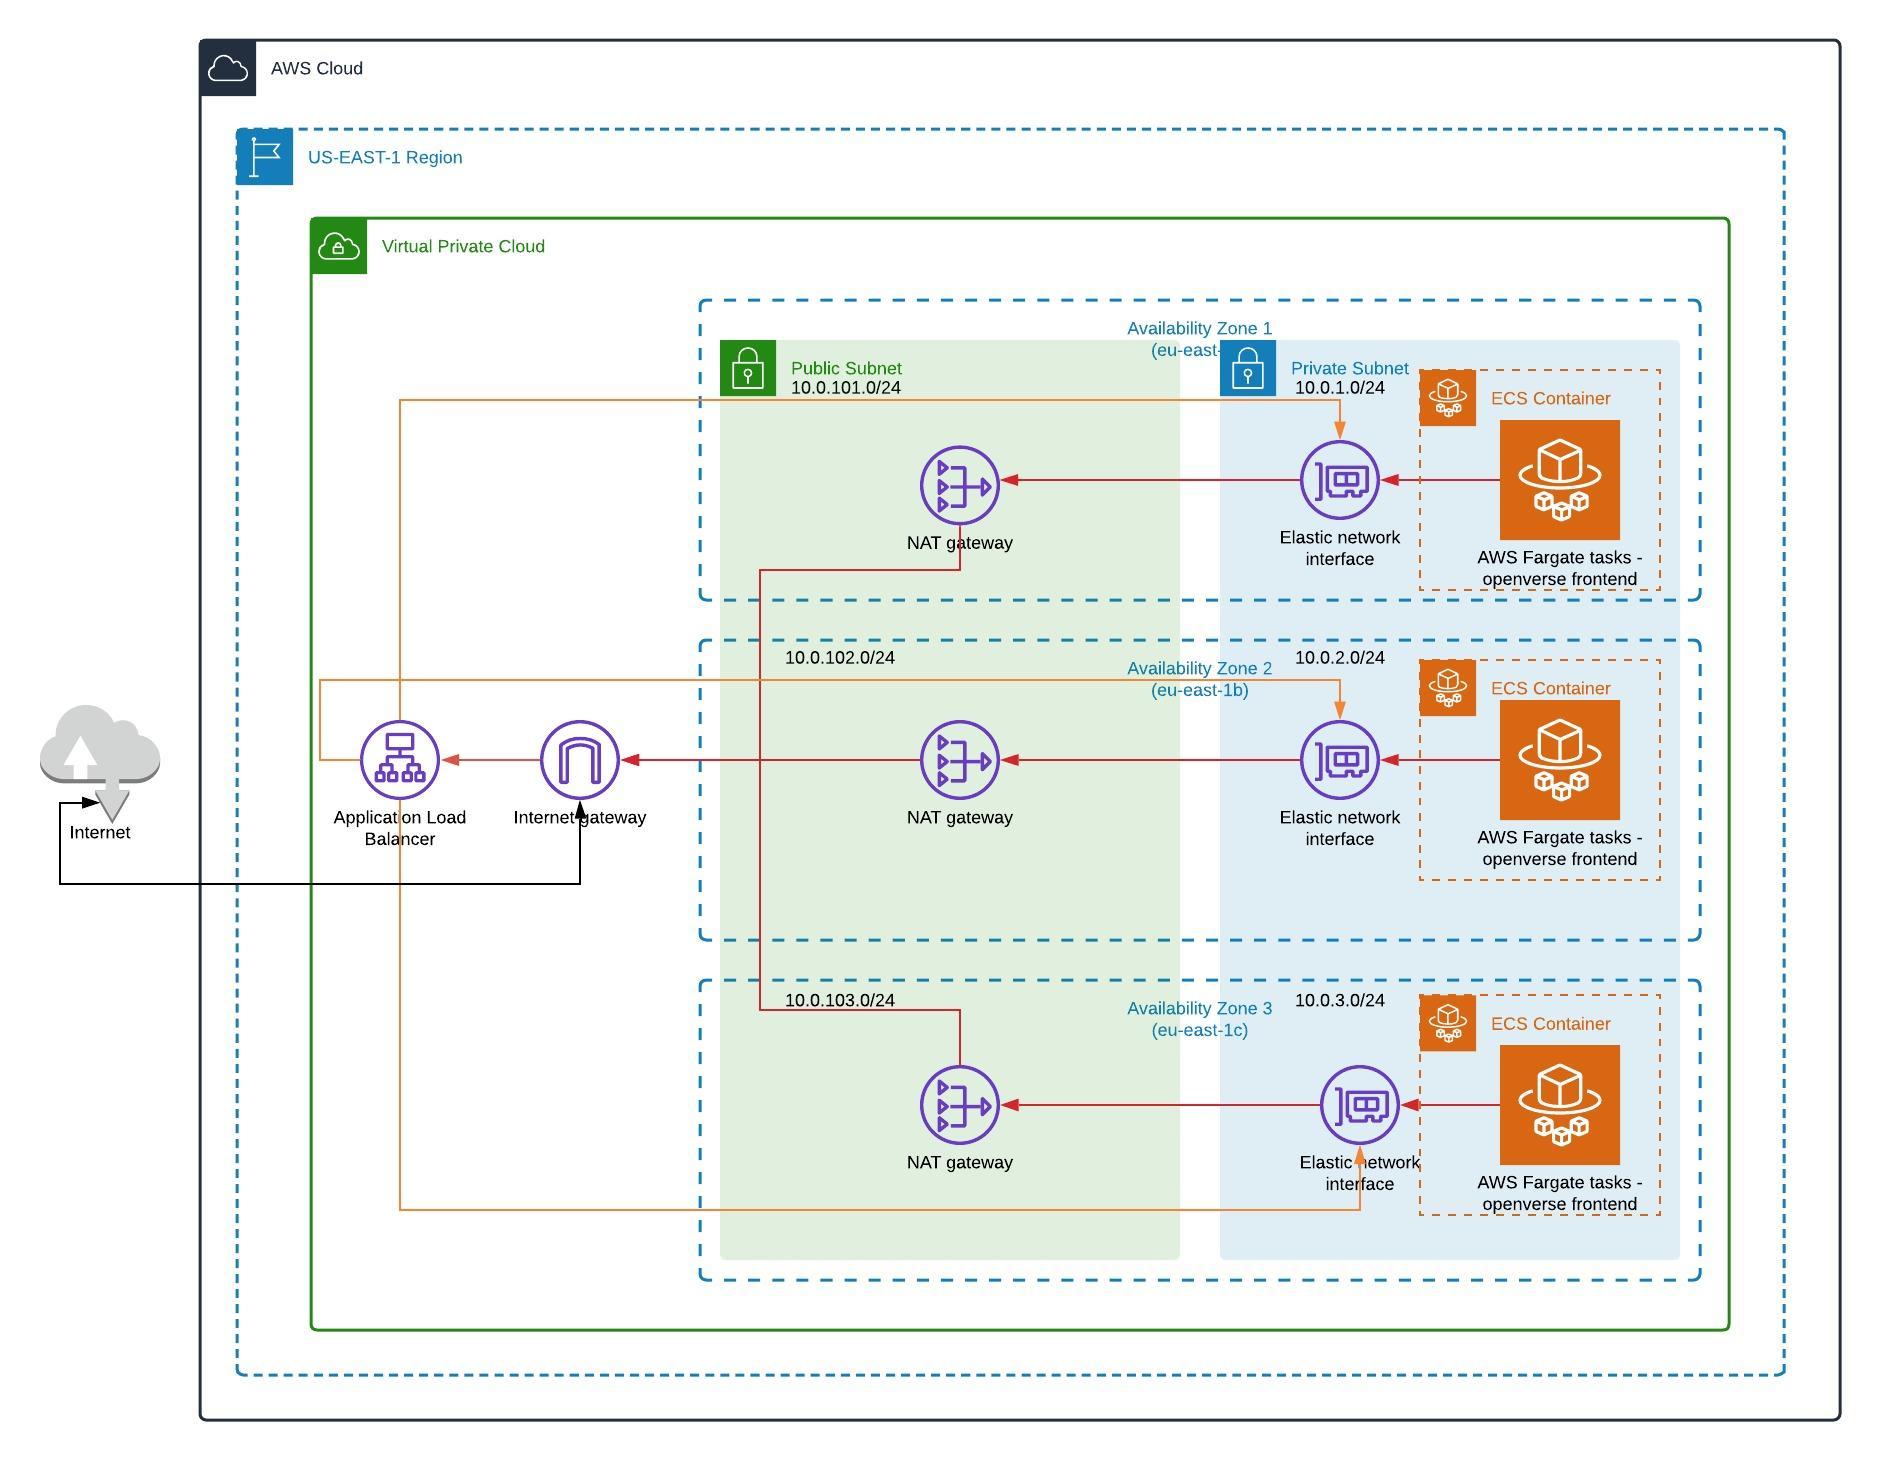 AWS Cloud
US-EAST-1 Region
Virtual Private Cloud
Availability Zone 1
(eu-east-
Public Subnet
10.0.101.0/24
Private Subnet
10.0.1.0/24
ECS Container
NAT gateway
Elastic network
interface
AWS Fargate tasks -
openverse frontend
10.0.102.0/24
Availability Zone 2
(eu-east-1b)
10.0.2.0/24
ECS Container
Internet
Application Load
Balancer
Internet gateway
NAT gateway
Elastic network
interface
AWS Fargate tasks -
openverse frontend
10.0.103.0/24
Availability Zone 3
(eu-east-1c)
10.0.3.0/24
ECS Container
NAT gateway
Elastic network
interface
AWS Fargate tasks -
openverse frontend